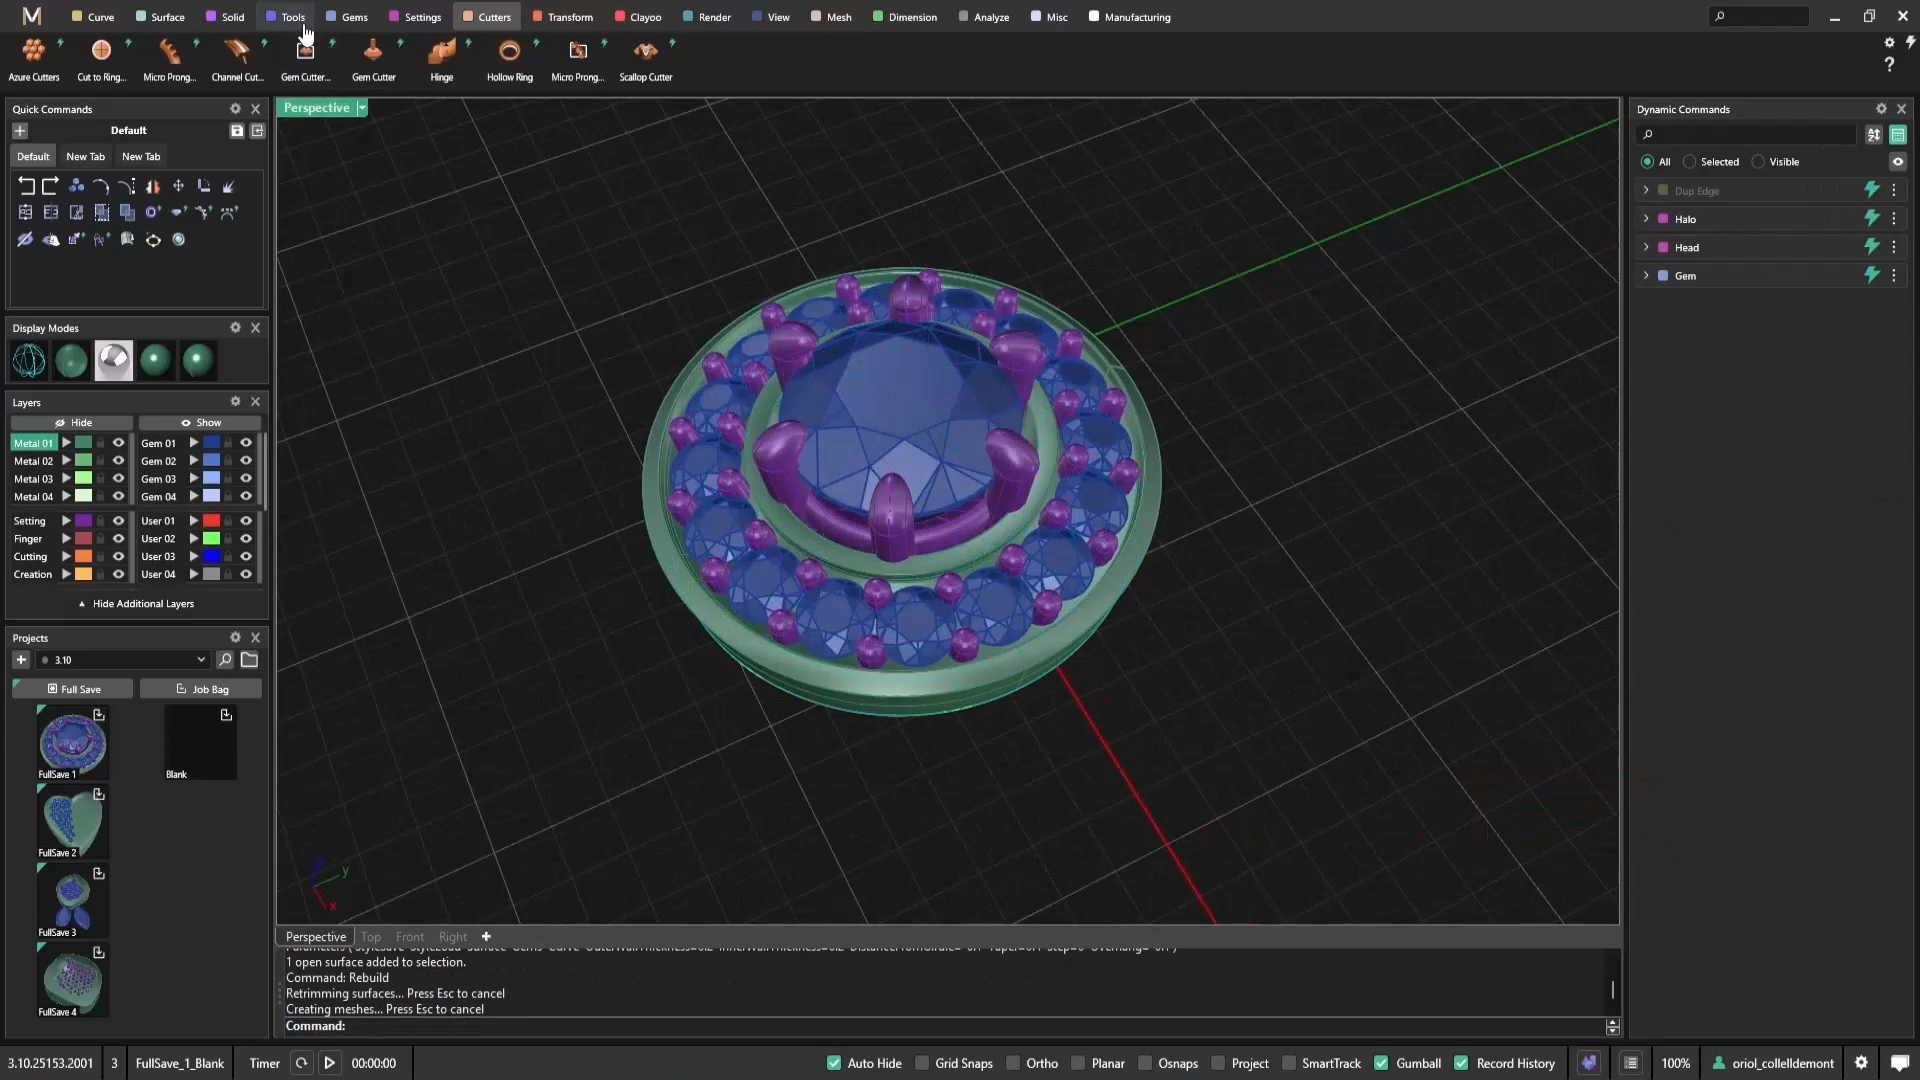 M Curve Surface Solid Tools Gems Settings Cutters Transform Clayoo Render View Mesh Dimension Analyze Misc Manufacturing
Azure Cutters Cut to Ring... Micro Prong... Channel Cut... Gem Cutter... Gem Cutter Hinge Hollow Ring Micro Prong... Scallop Cutter
Quick Commands
Default
Default New Tab New Tab
Display Modes
Layers
Hide Show
Metal 01 Gem 01
Metal 02 Gem 02
Metal 03 Gem 03
Metal 04 Gem 04
Setting User 01
Finger User 02
Cutting User 03
Creation User 04
Hide Additional Layers
Projects
3.10
Full Save Job Bag
FullSave 1 Blank
FullSave 2
FullSave 3
FullSave 4
Perspective
y
x
Perspective Top Front Right
1 open surface added to selection.
Command: Rebuild
Retrimming surfaces... Press Esc to cancel
Creating meshes... Press Esc to cancel
Command:
Dynamic Commands
All Selected Visible
Dup Edge
Halo
Head
Gem
3.10.25153.2001 3 FullSave_1_Blank Timer 00:00:00 Auto Hide Grid Snaps Ortho Planar Osnaps Project SmartTrack Gumball Record History 100% oriol_collelldemont